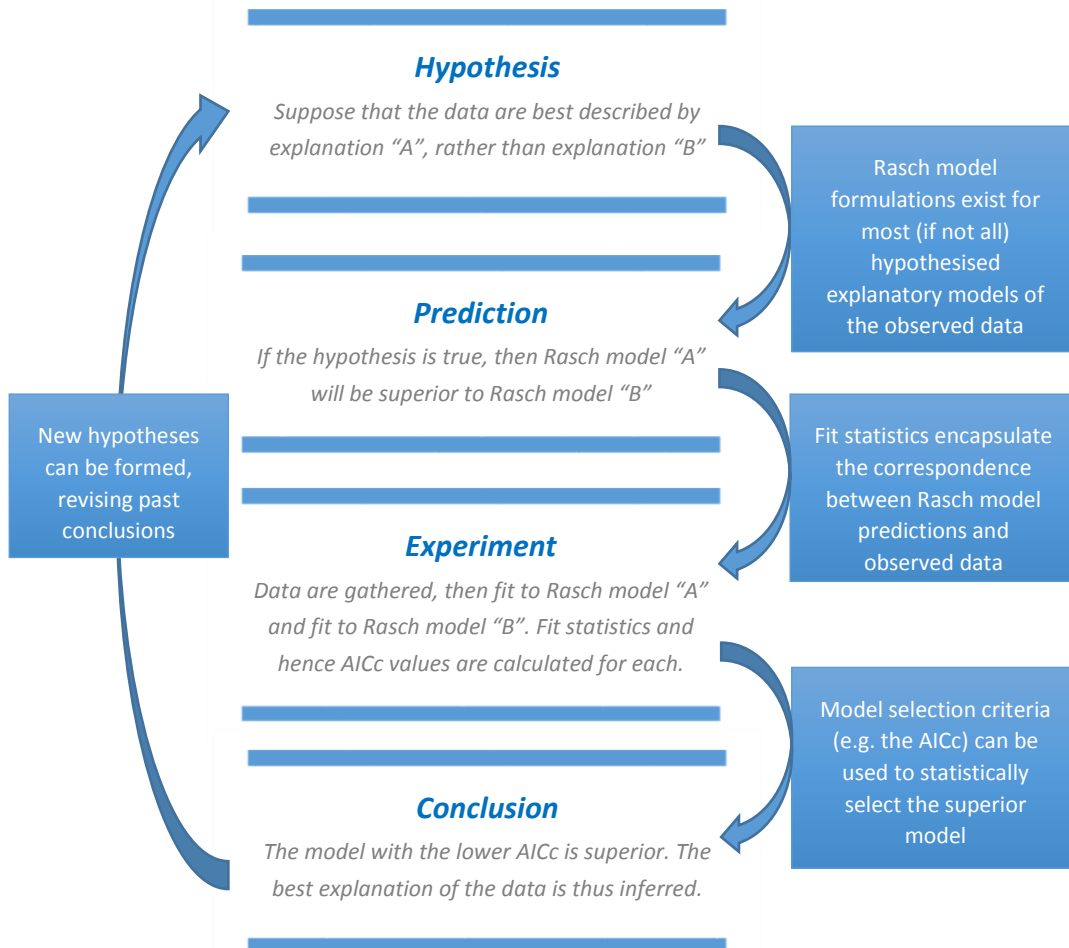 Hypothesis
Suppose that the data are best described by
explanation “A”, rather than explanation “B”
Rasch model
formulations exist for
most (if not all)
hypothesised
explanatory models of
the observed data
Prediction
If the hypothesis is true, then Rasch model “A”
will be superior to Rasch model “B”
New hypotheses
can be formed,
revising past
conclusions
Fit statistics encapsulate
the correspondence
between Rasch model
predictions and
observed data
Experiment
Data are gathered, then fit to Rasch model “A”
and fit to Rasch model “B”. Fit statistics and
hence AICc values are calculated for each.
Model selection criteria
(e.g. the AICc) can be
used to statistically
select the superior
model
Conclusion
The model with the lower AICc is superior. The
best explanation of the data is thus inferred.